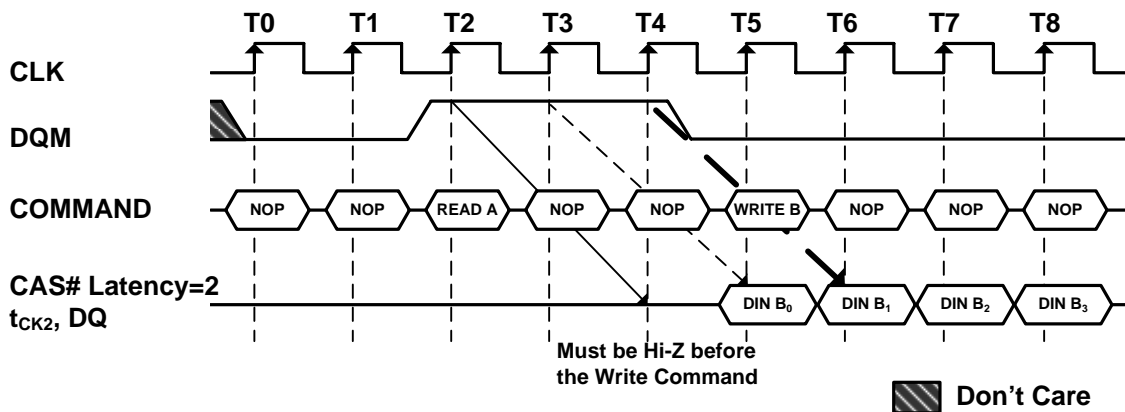 T0 T1 T2 T3 T4 T5 T6 T7 T8
CLK
DQM
COMMAND NOP NOP READ A NOP NOP WRITE B NOP NOP NOP
CAS# Latency=2
tCK2, DQ DIN B0 DIN B1 DIN B2 DIN B3
Must be Hi-Z before
the Write Command
Don't Care